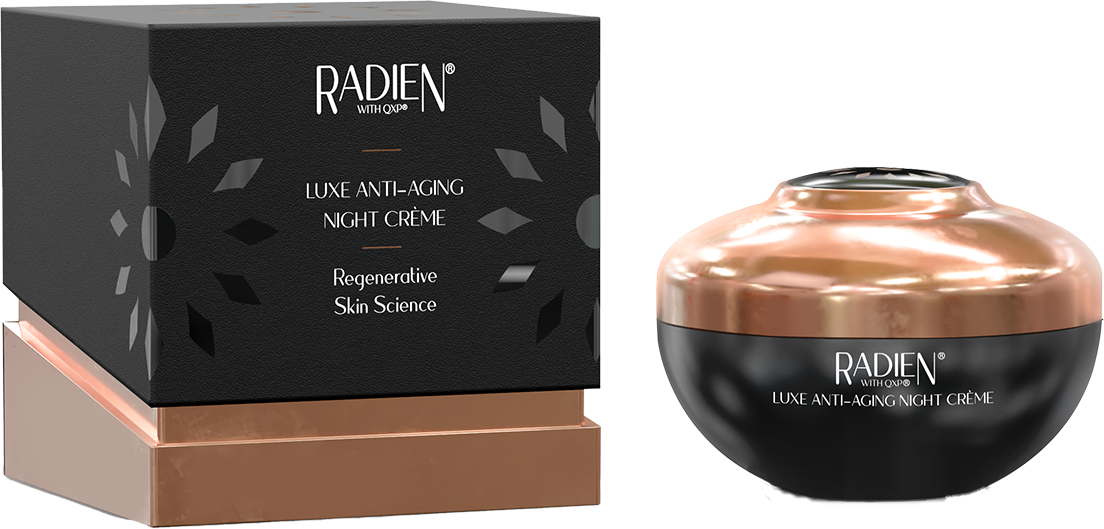 RADIEN®
WITH QXP®
LUXE ANTI-AGING
NIGHT CRÈME
Regenerative
Skin Science
RADIEN®
WITH QXP®
LUXE ANTI-AGING NIGHT CRÈME